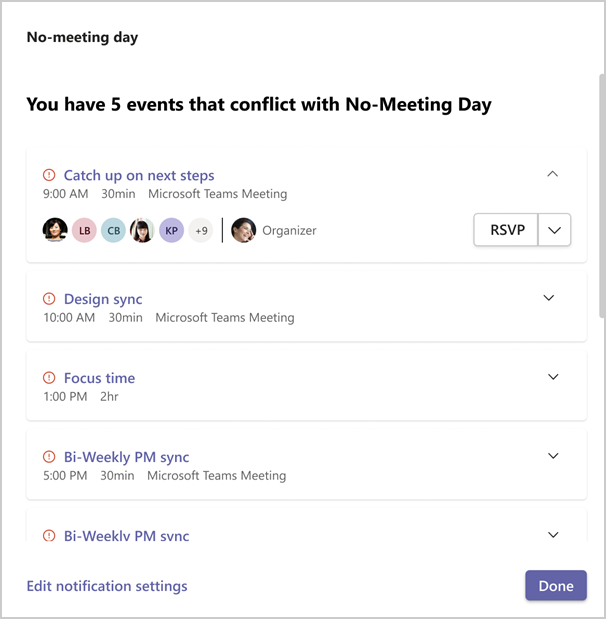 No-meeting day
You have 5 events that conflict with No-Meeting Day
Catch up on next steps
9:00 AM 30min Microsoft Teams Meeting
LB CB KP +9 Organizer RSVP
Design sync
10:00 AM 30min Microsoft Teams Meeting
Focus time
1:00 PM 2hr
Bi-Weekly PM sync
5:00 PM 30min Microsoft Teams Meeting
Bi-Weekly PM sync
Edit notification settings Done